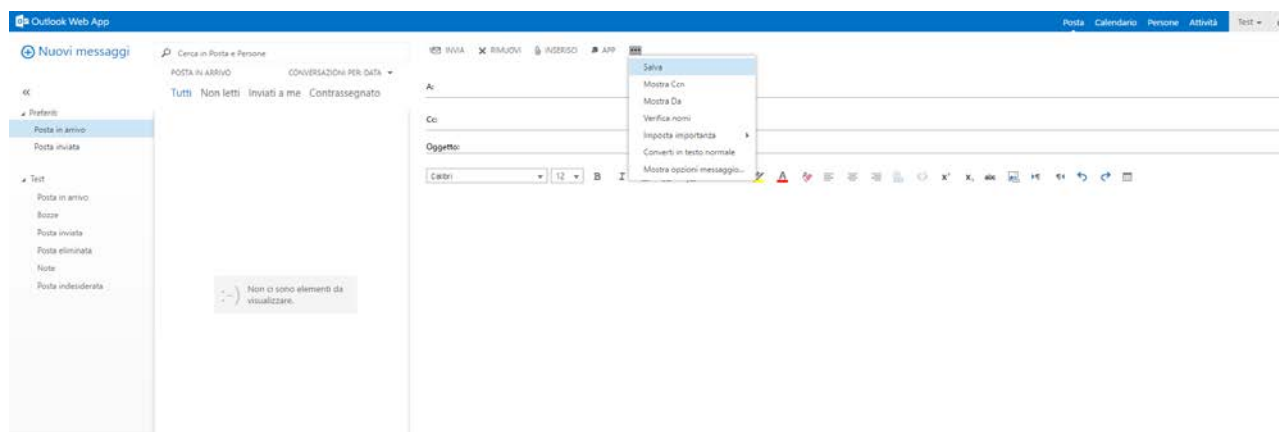 Outlook Web App
Posta Calendario Persone Attività Test
Nuovi messaggi
Cerca in Posta e Persone
INVIA RIMUOVI INSERISCI APP
POSTA IN ARRIVO CONVERSAZIONI PER DATA
Tutti Non letti Inviati a me Contrassegnato
Preferiti
Posta in arrivo
Posta inviata
Test
Posta in arrivo
Bozze
Posta inviata
Posta eliminata
Note
Posta indesiderata
Non ci sono elementi da
visualizzare.
A:
Cc:
Oggetto:
Salva
Mostra Ccn
Mostra Da
Verifica nomi
Imposta importanza
Converti in testo normale
Mostra opzioni messaggio...
Calibri 12 B I A x² x, abc